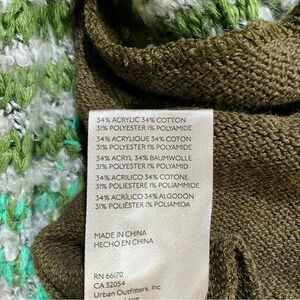 34% ACRYLIC 34% COTTON
31% POLYESTER 1% POLYAMIDE
34% ACRYLIQUE 34% COTON
31% POLYESTER 1% POLYAMIDE
34% ACRYL 34% BAUMWOLLE
31% POLYESTER 1% POLYAMID
34% ACRILICO 34% COTONE
31% POLIESTERE 1% POLIAMMIDE
34% ACRÍLICO 34% ALGODÓN
31% POLIÉSTER 1% POLIAMIDA
MADE IN CHINA
HECHO EN CHINA
RN 66170
CA 32054
Urban Outfitters, Inc.